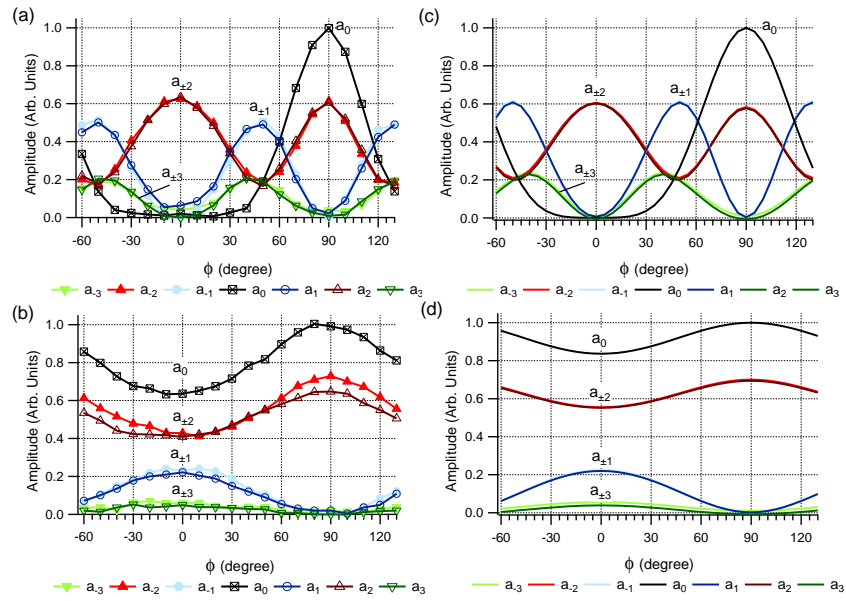 (a)
Amplitude (Arb. Units)
1.0
0.8
0.6
0.4
0.2
0.0
a0
a±2
a±1
a±3
-60 -30 0 30 60 90 120
ϕ (degree)
a-3 a-2 a-1 a0 a1 a2 a3
(c)
Amplitude (Arb. Units)
1.0
0.8
0.6
0.4
0.2
0.0
a0
a±2
a±1
a±3
-60 -30 0 30 60 90 120
ϕ (degree)
a-3 a-2 a-1 a0 a1 a2 a3
(b)
Amplitude (Arb. Units)
1.0
0.8
0.6
0.4
0.2
0.0
a0
a±2
a±1
a±3
-60 -30 0 30 60 90 120
ϕ (degree)
a-3 a-2 a-1 a0 a1 a2 a3
(d)
Amplitude (Arb. Units)
1.0
0.8
0.6
0.4
0.2
0.0
a0
a±2
a±1
a±3
-60 -30 0 30 60 90 120
ϕ (degree)
a-3 a-2 a-1 a0 a1 a2 a3